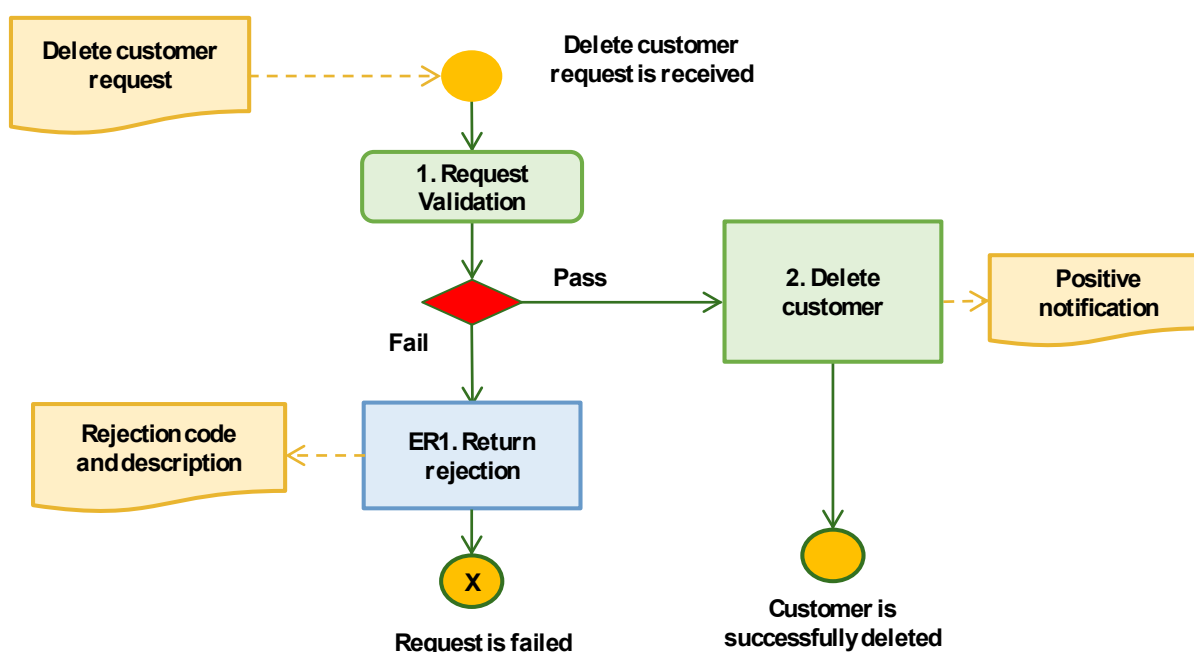 Delete customer
request
Delete customer
request is received
1. Request
Validation
Pass
2. Delete
customer
Positive
notification
Fail
Rejection code
and description
ER1. Return
rejection
X
Request is failed
Customer is
successfully deleted